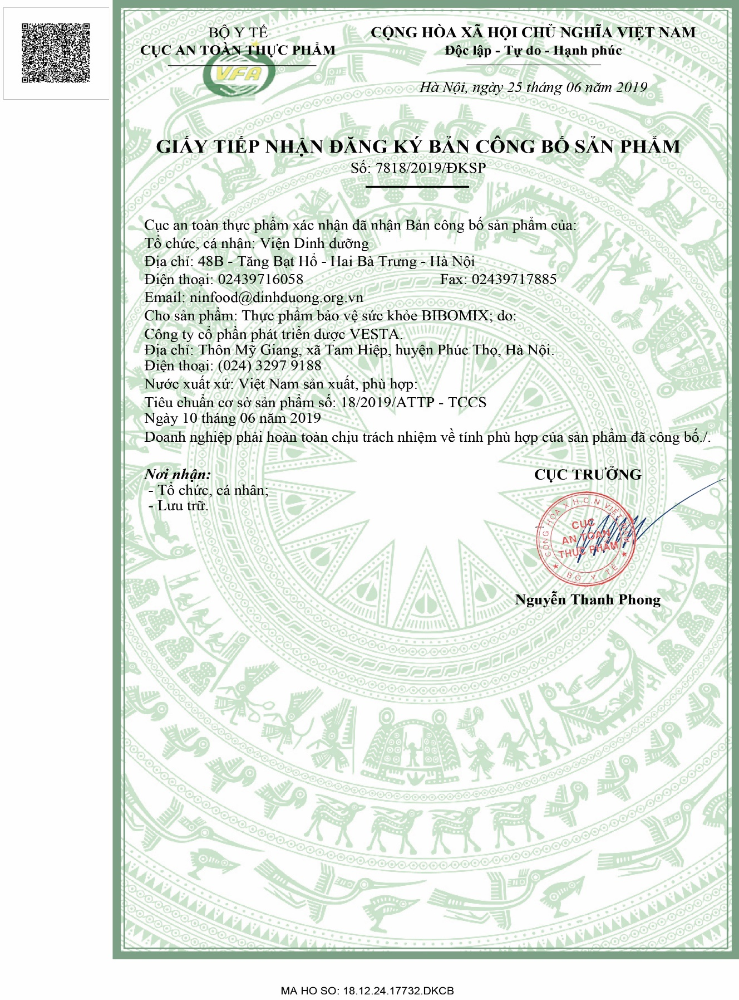 BỘ Y TẾ
CỤC AN TOÀN THỰC PHẨM
VFA
CỘNG HÒA XÃ HỘI CHỦ NGHĨA VIỆT NAM
Độc lập - Tự do - Hạnh phúc
Hà Nội, ngày 25 tháng 06 năm 2019
GIẤY TIẾP NHẬN ĐĂNG KÝ BẢN CÔNG BỐ SẢN PHẨM
Số: 7818/2019/ĐKSP
Cục an toàn thực phẩm xác nhận đã nhận Bản công bố sản phẩm của:
Tổ chức, cá nhân: Viện Dinh dưỡng
Địa chỉ: 48B - Tăng Bạt Hổ - Hai Bà Trưng - Hà Nội
Điện thoại: 02439716058 Fax: 02439717885
Email: ninfood@dinhduong.org.vn
Cho sản phẩm: Thực phẩm bảo vệ sức khỏe BIBOMIX; do:
Công ty cổ phần phát triển dược VESTA.
Địa chỉ: Thôn Mỹ Giang, xã Tam Hiệp, huyện Phúc Thọ, Hà Nội.
Điện thoại: (024) 3297 9188
Nước xuất xứ: Việt Nam sản xuất, phù hợp:
Tiêu chuẩn cơ sở sản phẩm số: 18/2019/ATTP - TCCS
Ngày 10 tháng 06 năm 2019
Doanh nghiệp phải hoàn toàn chịu trách nhiệm về tính phù hợp của sản phẩm đã công bố./.
Nơi nhận:
- Tổ chức, cá nhân;
- Lưu trữ.
CỤC TRƯỞNG
CỘNG HÒA X.H.C.N VIỆT NAM
CỤC
AN TOÀN
THỰC PHẨM
BỘ Y TẾ
Nguyễn Thanh Phong
MA HO SO: 18.12.24.17732.DKCB